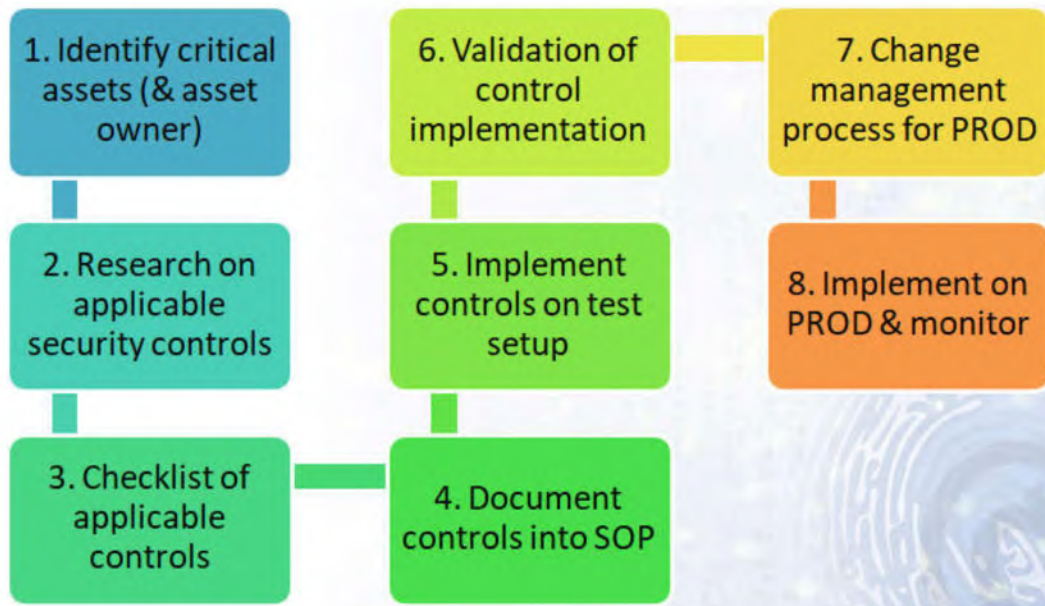 1. Identify critical
assets (& asset
owner)
2. Research on
applicable
security controls
3. Checklist of
applicable
controls
4. Document
controls into SOP
5. Implement
controls on test
setup
6. Validation of
control
implementation
7. Change
management
process for PROD
8. Implement on
PROD & monitor